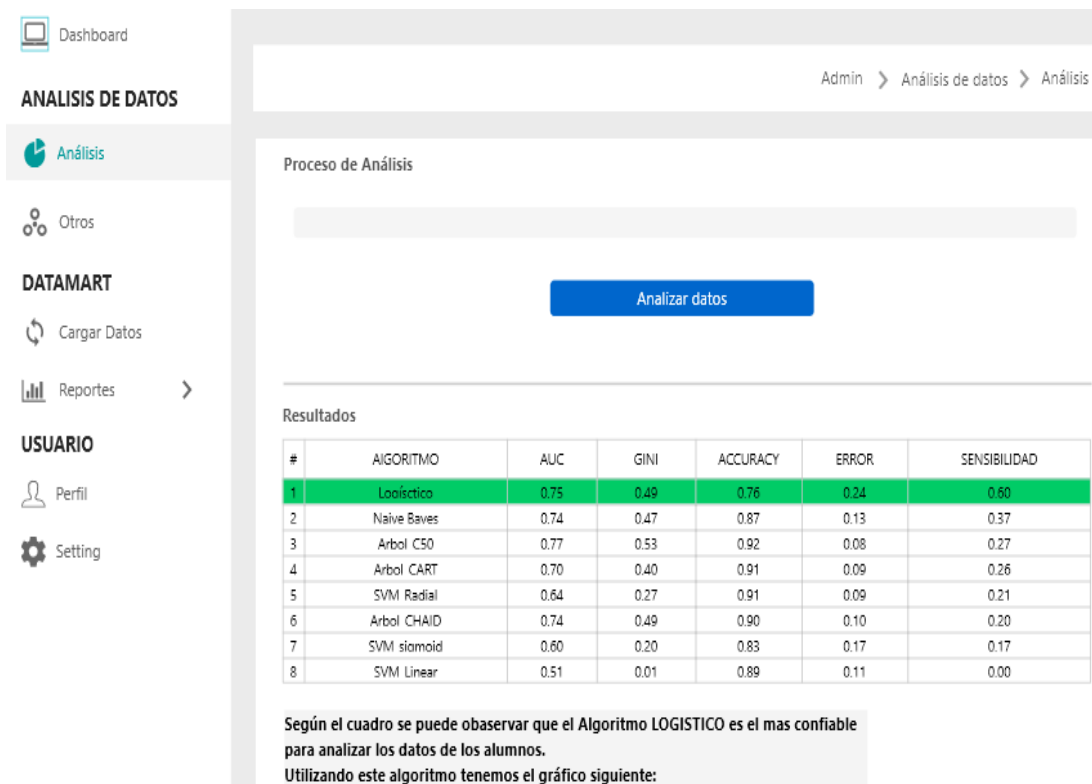 Dashboard
ANALISIS DE DATOS
Análisis
Otros
DATAMART
Cargar Datos
Reportes
USUARIO
Perfil
Setting
Admin > Análisis de datos > Análisis
Proceso de Análisis
Analizar datos
Resultados
# AlGORITMO AUC GINI ACCURACY ERROR SENSIBILIDAD
1 Logísctico 0.75 0.49 0.76 0.24 0.60
2 Naive Bayes 0.74 0.47 0.87 0.13 0.37
3 Arbol C50 0.77 0.53 0.92 0.08 0.27
4 Arbol CART 0.70 0.40 0.91 0.09 0.26
5 SVM Radial 0.64 0.27 0.91 0.09 0.21
6 Arbol CHAID 0.74 0.49 0.90 0.10 0.20
7 SVM sigmoid 0.60 0.20 0.83 0.17 0.17
8 SVM Linear 0.51 0.01 0.89 0.11 0.00
Según el cuadro se puede obaservar que el Algoritmo LOGISTICO es el mas confiable
para analizar los datos de los alumnos.
Utilizando este algoritmo tenemos el gráfico siguiente: